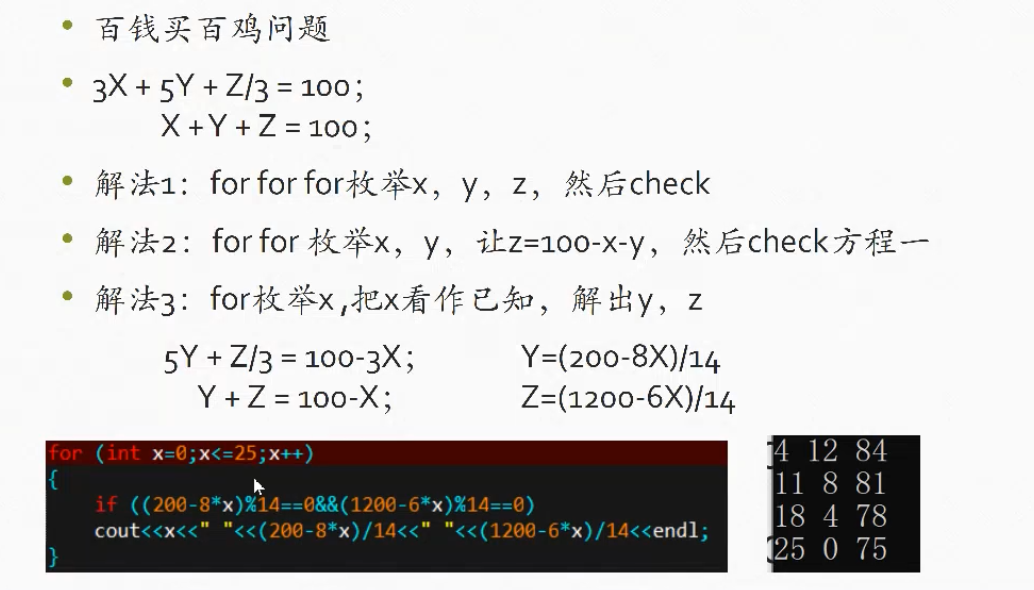 百钱买百鸡问题
3X + 5Y + Z/3 = 100;
X + Y + Z = 100;
解法1: for for for枚举x, y, z, 然后check
解法2: for for 枚举x, y, 让z=100-x-y, 然后check方程一
解法3: for枚举x,把x看作已知, 解出y, z
5Y + Z/3 = 100-3X; Y=(200-8X)/14
Y + Z = 100-X; Z=(1200-6X)/14
for (int x=0;x<=25;x++)
{
if ((200-8*x)%14==0&&(1200-6*x)%14==0)
cout<<x<<" "<<(200-8*x)/14<<" "<<(1200-6*x)/14<<endl;
}
4 12 84
11 8 81
18 4 78
25 0 75